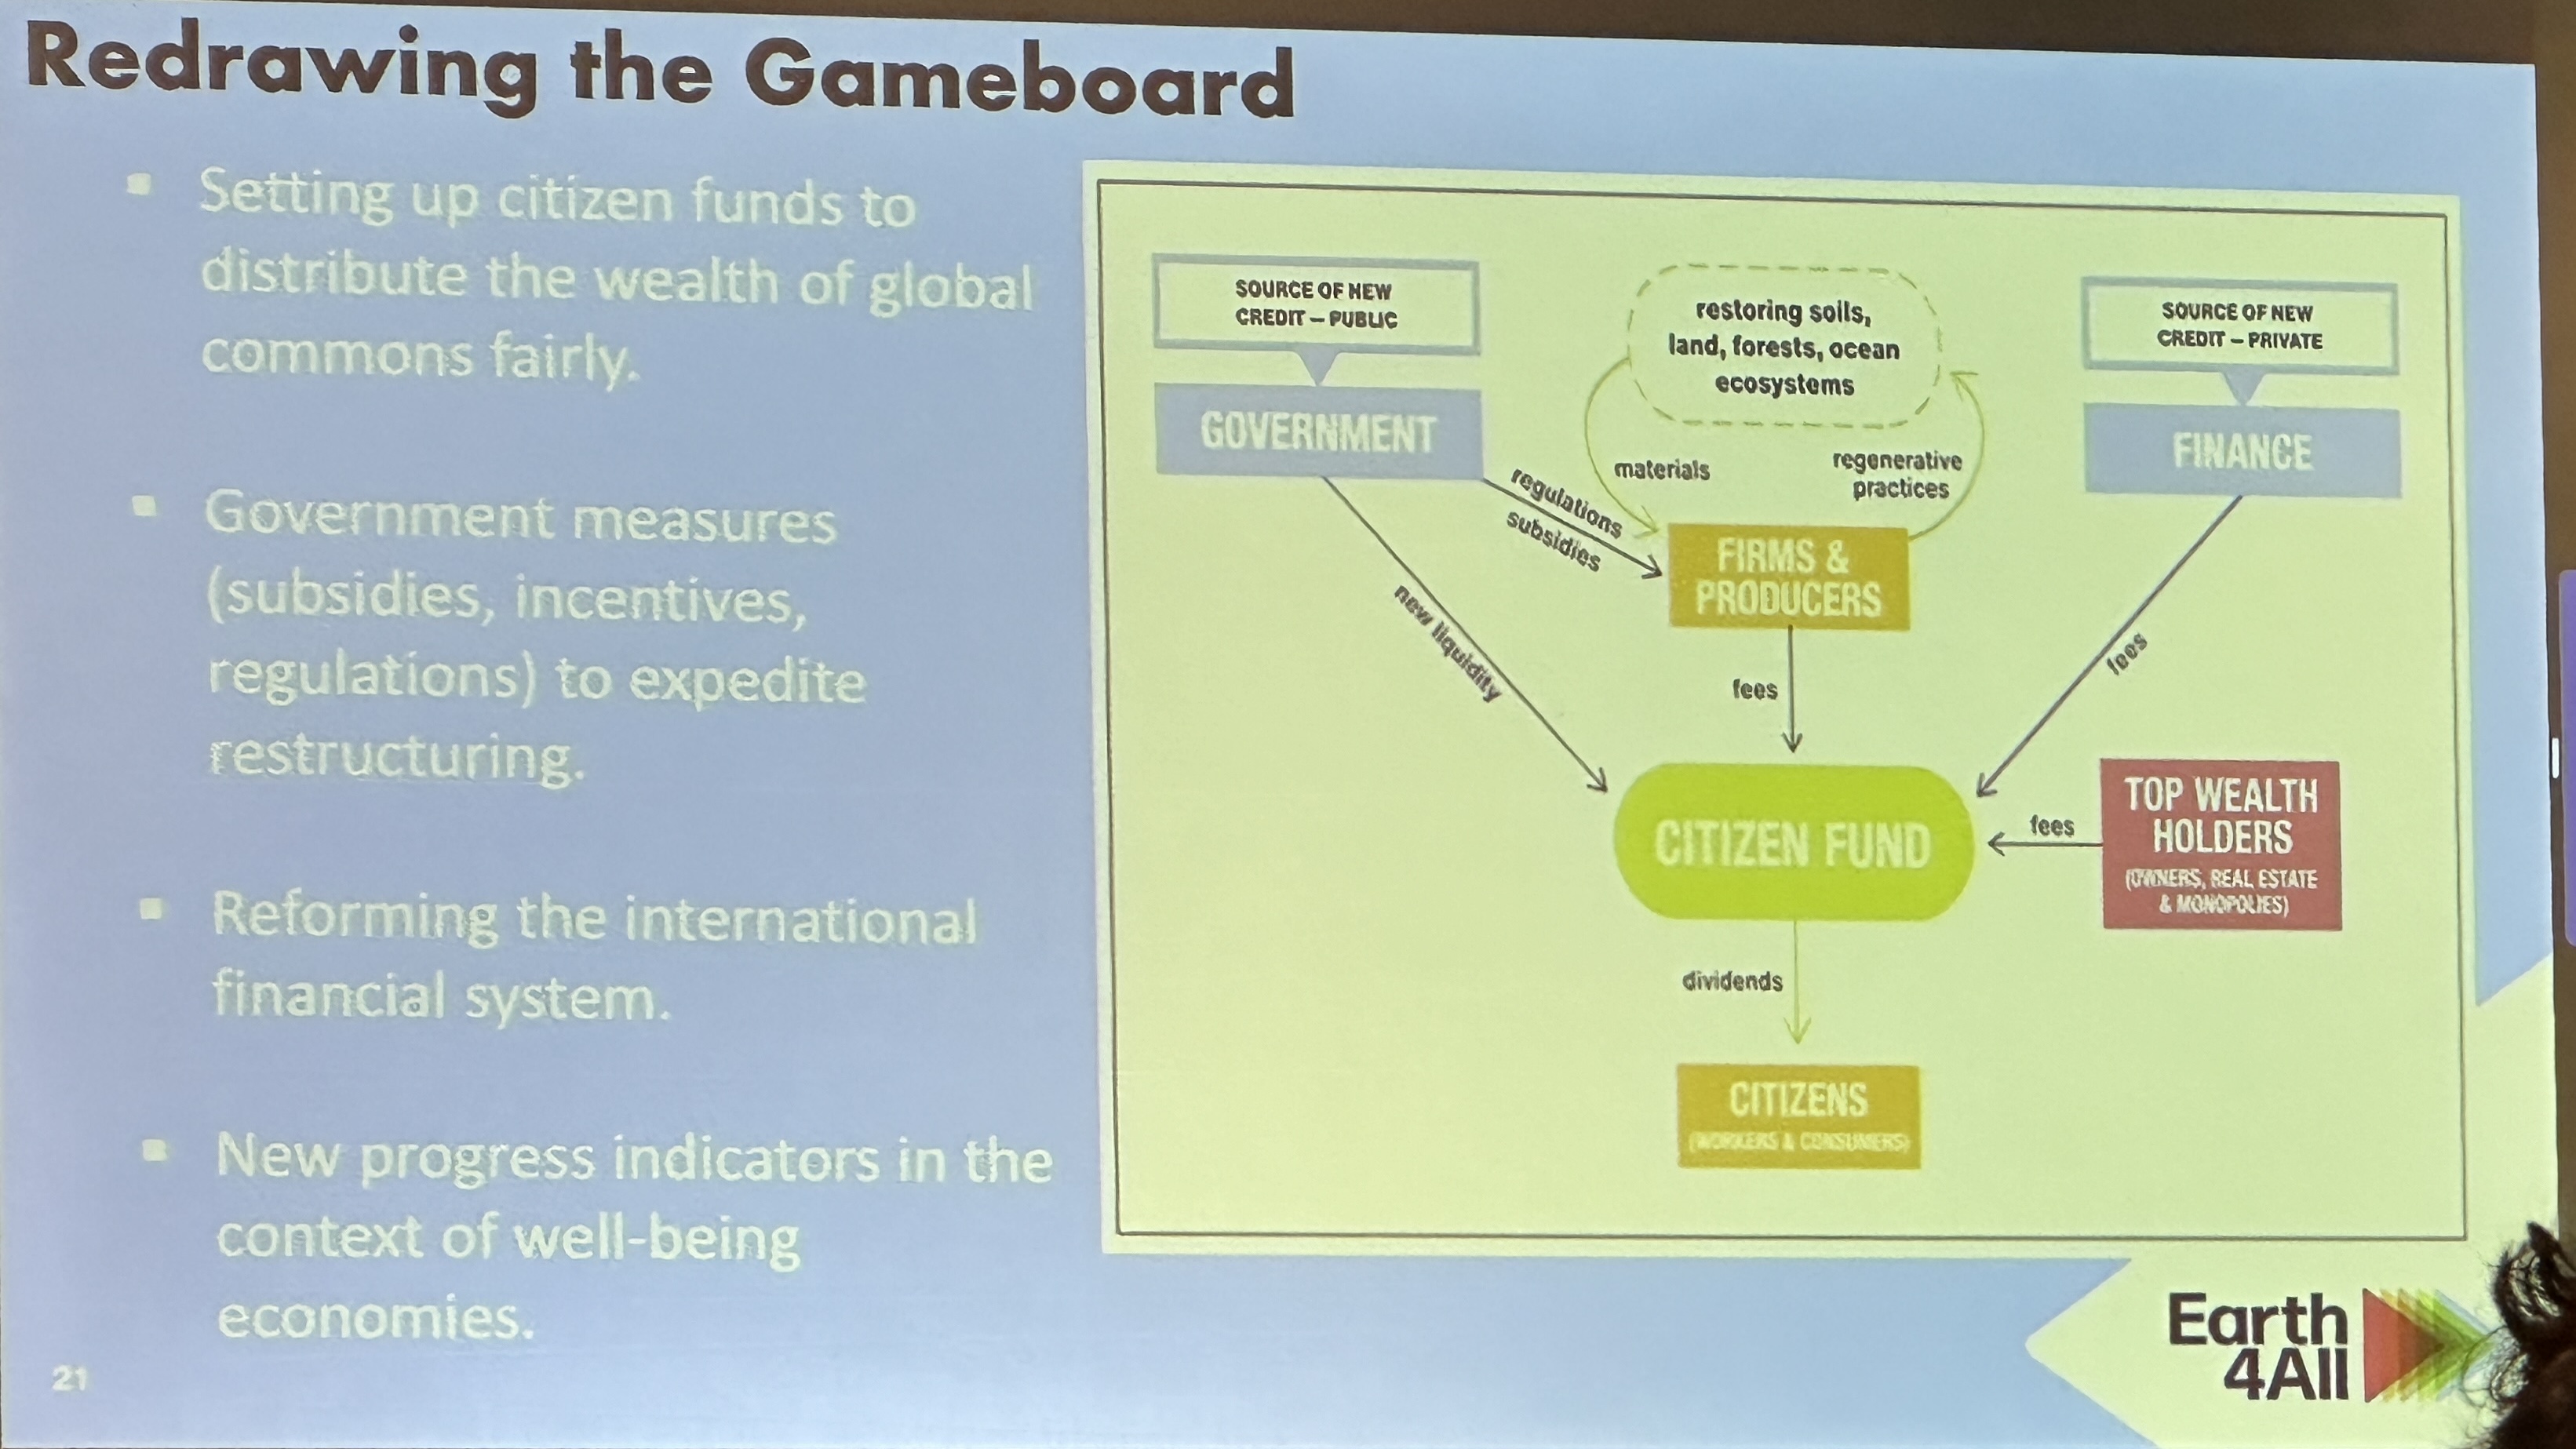 Redrawing the Gameboard
▪ Setting up citizen funds to
distribute the wealth of global
commons fairly.
▪ Government measures
(subsidies, incentives,
regulations) to expedite
restructuring.
▪ Reforming the international
financial system.
▪ New progress indicators in the
context of well-being
economies.
21
SOURCE OF NEW
CREDIT – PUBLIC
GOVERNMENT
restoring soils,
land, forests, ocean
ecosystems
SOURCE OF NEW
CREDIT – PRIVATE
FINANCE
materials
regenerative
practices
regulations
subsidies
FIRMS &
PRODUCERS
new liquidity
fees
fees
CITIZEN FUND
fees
TOP WEALTH
HOLDERS
(OWNERS, REAL ESTATE
& MONOPOLIES)
dividends
CITIZENS
(WORKERS & CONSUMERS)
Earth
4All